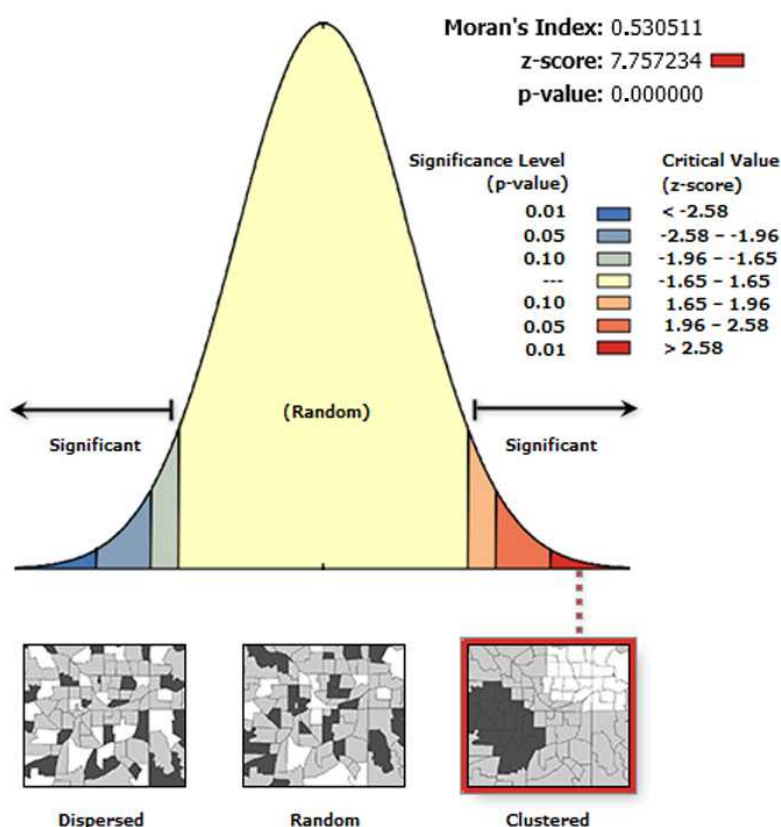 Moran's Index: 0.530511
z-score: 7.757234
p-value: 0.000000
Significance Level (p-value) Critical Value (z-score)
0.01 < -2.58
0.05 -2.58 – -1.96
0.10 -1.96 – -1.65
--- -1.65 – 1.65
0.10 1.65 – 1.96
0.05 1.96 – 2.58
0.01 > 2.58
(Random)
Significant Significant
Dispersed Random Clustered